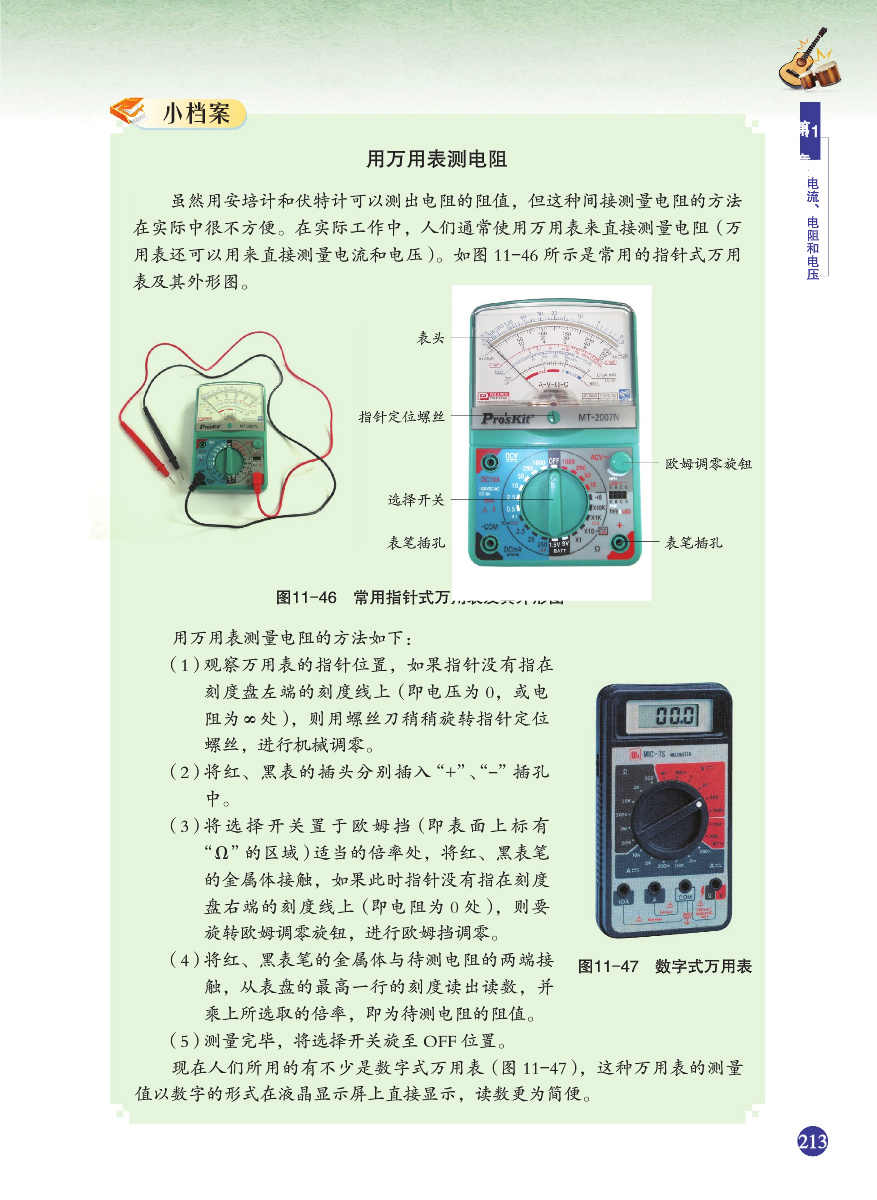 小档案
用万用表测电阻
虽然用安培计和伏特计可以测出电阻的阻值，但这种间接测量电阻的方法
在实际中很不方便。在实际工作中，人们通常使用万用表来直接测量电阻（万
用表还可以用来直接测量电流和电压）。如图 11-46 所示是常用的指针式万用
表及其外形图。
表头
指针定位螺丝
选择开关
表笔插孔
欧姆调零旋钮
表笔插孔
Pro'sKit
MT-2007N
A-V-Ω-C
DCV
OFF
ACV
DC10A
-COM
DCmA
1.5V 9V
BATT
X10K
X1K
X10
X1
Ω
Pro'sKit
MT-2007N
图11-46 常用指针式万
用万用表测量电阻的方法如下：
（1）观察万用表的指针位置，如果指针没有指在
刻度盘左端的刻度线上（即电压为 0，或电
阻为 ∞ 处），则用螺丝刀稍稍旋转指针定位
螺丝，进行机械调零。
（2）将红、黑表的插头分别插入“+”、“-”插孔
中。
（3）将选择开关置于欧姆挡（即表面上标有
“Ω”的区域）适当的倍率处，将红、黑表笔
的金属体接触，如果此时指针没有指在刻度
盘右端的刻度线上（即电阻为 0 处），则要
旋转欧姆调零旋钮，进行欧姆挡调零。
（4）将红、黑表笔的金属体与待测电阻的两端接
触，从表盘的最高一行的刻度读出读数，并
乘上所选取的倍率，即为待测电阻的阻值。
（5）测量完毕，将选择开关旋至 OFF 位置。
00.0
MIC-7S
10A
A
COM
图11-47 数字式万用表
现在人们所用的有不少是数字式万用表（图 11-47），这种万用表的测量
值以数字的形式在液晶显示屏上直接显示，读数更为简便。
第1
电流、电阻和电压
213